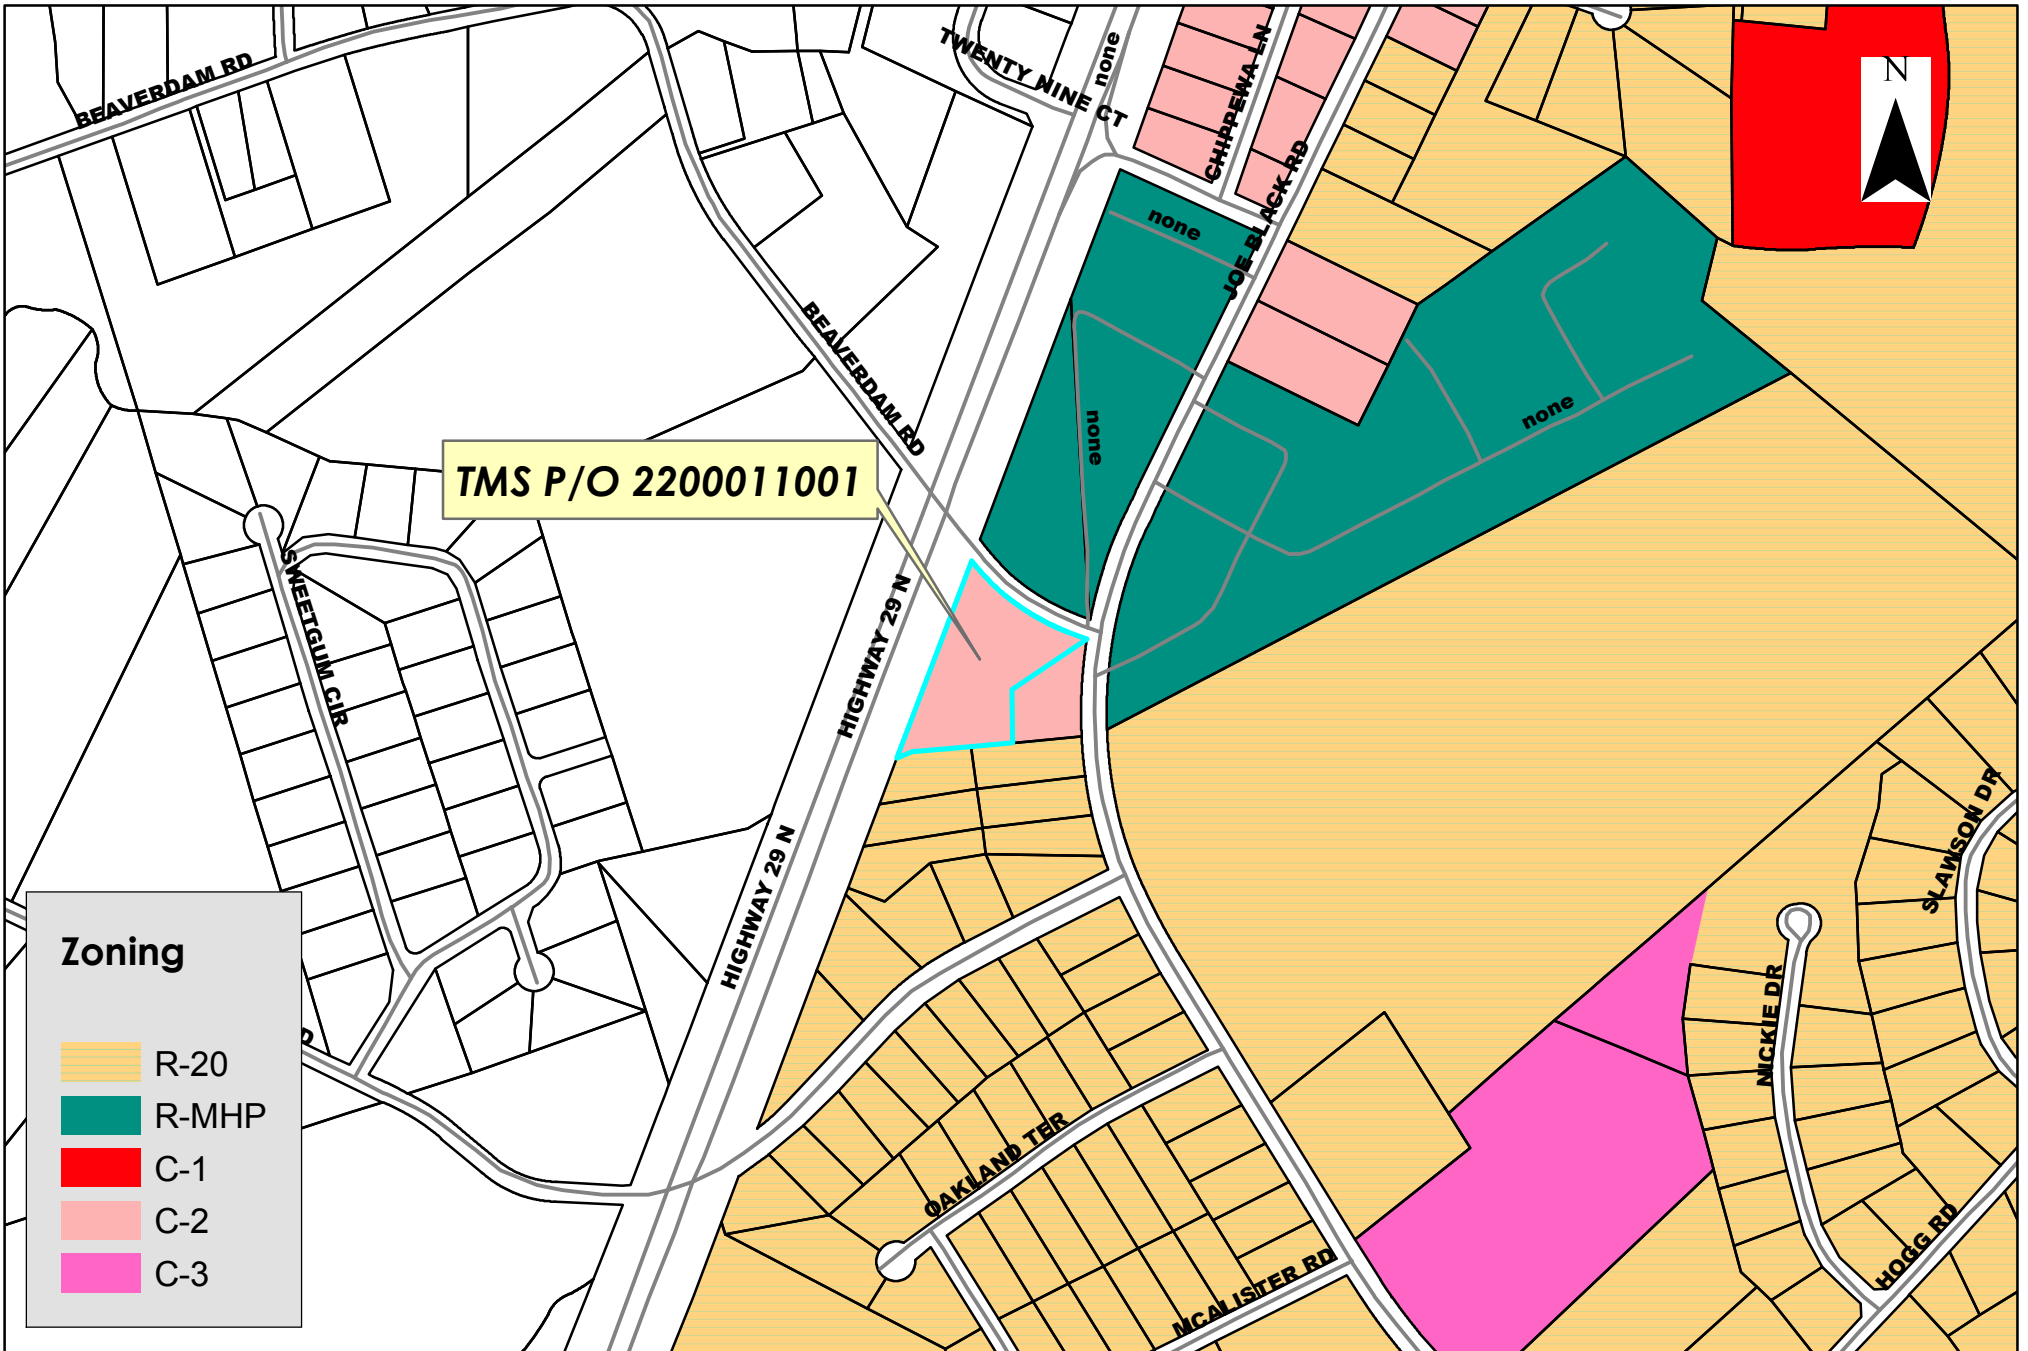 BEAVERDAM RD
TWENTY NINE CT
none
CHIPPEWA LN
N
JOE BLACK RD
none
BEAVERDAM RD
none
none
TMS P/O 2200011001
SWEETGUM CIR
HIGHWAY 29 N
HIGHWAY 29 N
SLAWSON DR
NICKIE DR
OAKLAND TER
MCALISTER RD
HOGG RD
D
Zoning
R-20
R-MHP
C-1
C-2
C-3